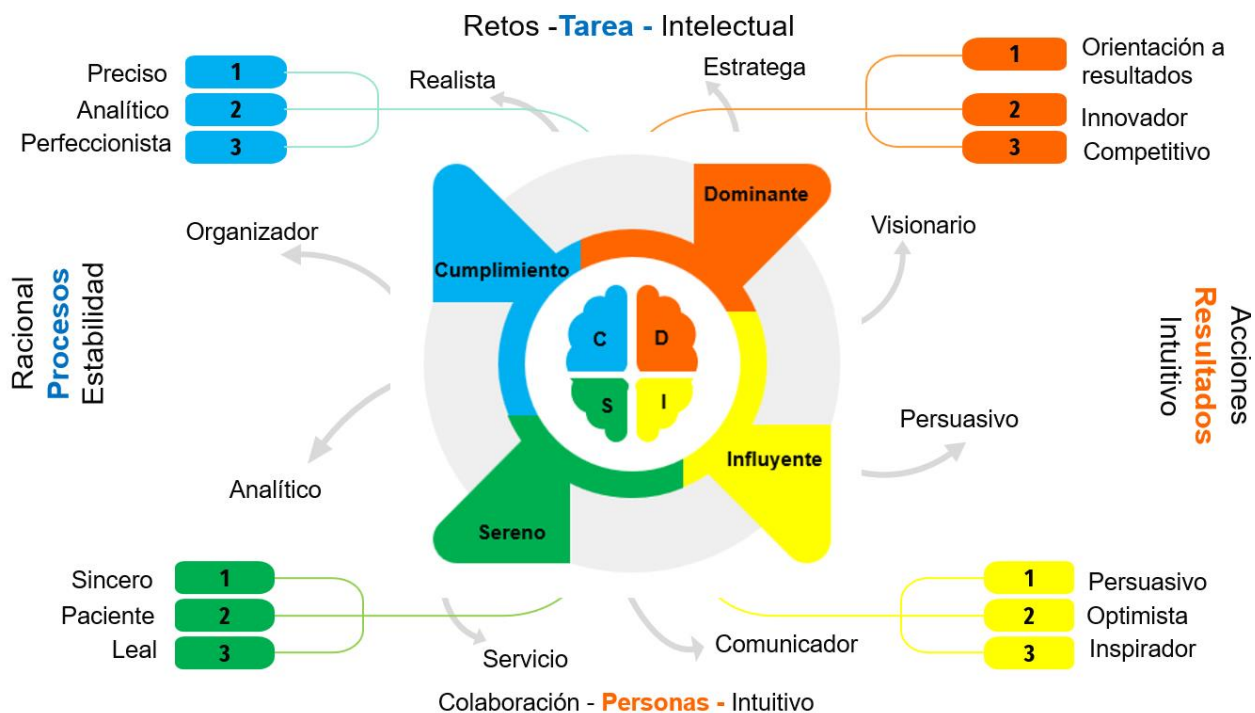 Retos -Tarea - Intelectual
Preciso 1
Analítico 2
Perfeccionista 3
Realista
Estratega
1 Orientación a
resultados
2 Innovador
3 Competitivo
Cumplimiento
Dominante
Organizador
Visionario
Racional
Procesos
Estabilidad
C D
S I
Acciones
Resultados
Intuitivo
Analítico
Persuasivo
Sereno
Influyente
Sincero 1
Paciente 2
Leal 3
Servicio
Comunicador
1 Persuasivo
2 Optimista
3 Inspirador
Colaboración - Personas - Intuitivo